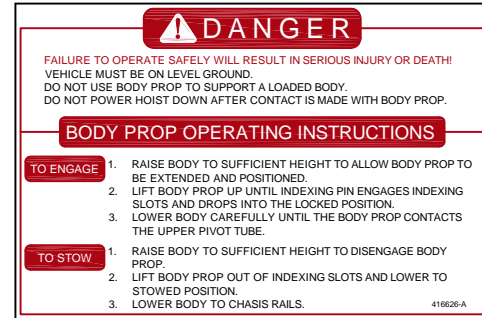 DANGER
FAILURE TO OPERATE SAFELY WILL RESULT IN SERIOUS INJURY OR DEATH!
VEHICLE MUST BE ON LEVEL GROUND.
DO NOT USE BODY PROP TO SUPPORT A LOADED BODY.
DO NOT POWER HOIST DOWN AFTER CONTACT IS MADE WITH BODY PROP.
BODY PROP OPERATING INSTRUCTIONS
TO ENGAGE
1. RAISE BODY TO SUFFICIENT HEIGHT TO ALLOW BODY PROP TO
BE EXTENDED AND POSITIONED.
2. LIFT BODY PROP UP UNTIL INDEXING PIN ENGAGES INDEXING
SLOTS AND DROPS INTO THE LOCKED POSITION.
3. LOWER BODY CAREFULLY UNTIL THE BODY PROP CONTACTS
THE UPPER PIVOT TUBE.
TO STOW
1. RAISE BODY TO SUFFICIENT HEIGHT TO DISENGAGE BODY
PROP.
2. LIFT BODY PROP OUT OF INDEXING SLOTS AND LOWER TO
STOWED POSITION.
3. LOWER BODY TO CHASIS RAILS.
416626-A